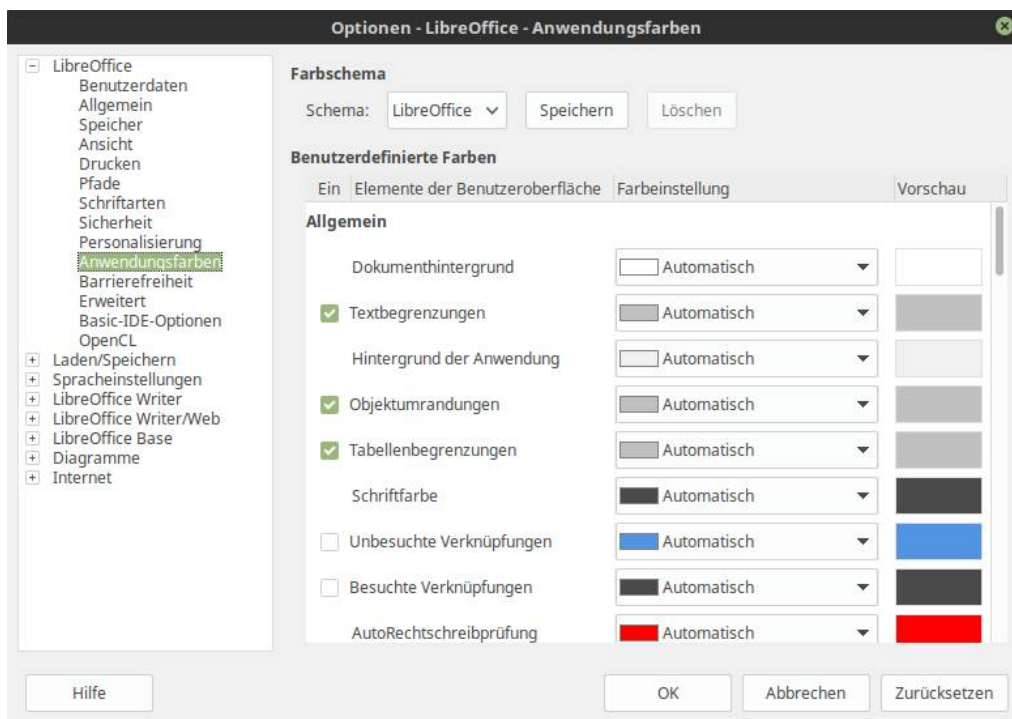 Optionen - LibreOffice - Anwendungsfarben
LibreOffice
Benutzerdaten
Allgemein
Speicher
Ansicht
Drucken
Pfade
Schriftarten
Sicherheit
Personalisierung
Anwendungsfarben
Barrierefreiheit
Erweitert
Basic-IDE-Optionen
OpenCL
Laden/Speichern
Spracheinstellungen
LibreOffice Writer
LibreOffice Writer/Web
LibreOffice Base
Diagramme
Internet
Farbschema
Schema: LibreOffice Speichern Löschen
Benutzerdefinierte Farben
Ein Elemente der Benutzeroberfläche Farbeinstellung Vorschau
Allgemein
Dokumenthintergrund Automatisch
Textbegrenzungen Automatisch
Hintergrund der Anwendung Automatisch
Objektumrandungen Automatisch
Tabellenbegrenzungen Automatisch
Schriftfarbe Automatisch
Unbesuchte Verknüpfungen Automatisch
Besuchte Verknüpfungen Automatisch
AutoRechtschreibprüfung Automatisch
Hilfe OK Abbrechen Zurücksetzen